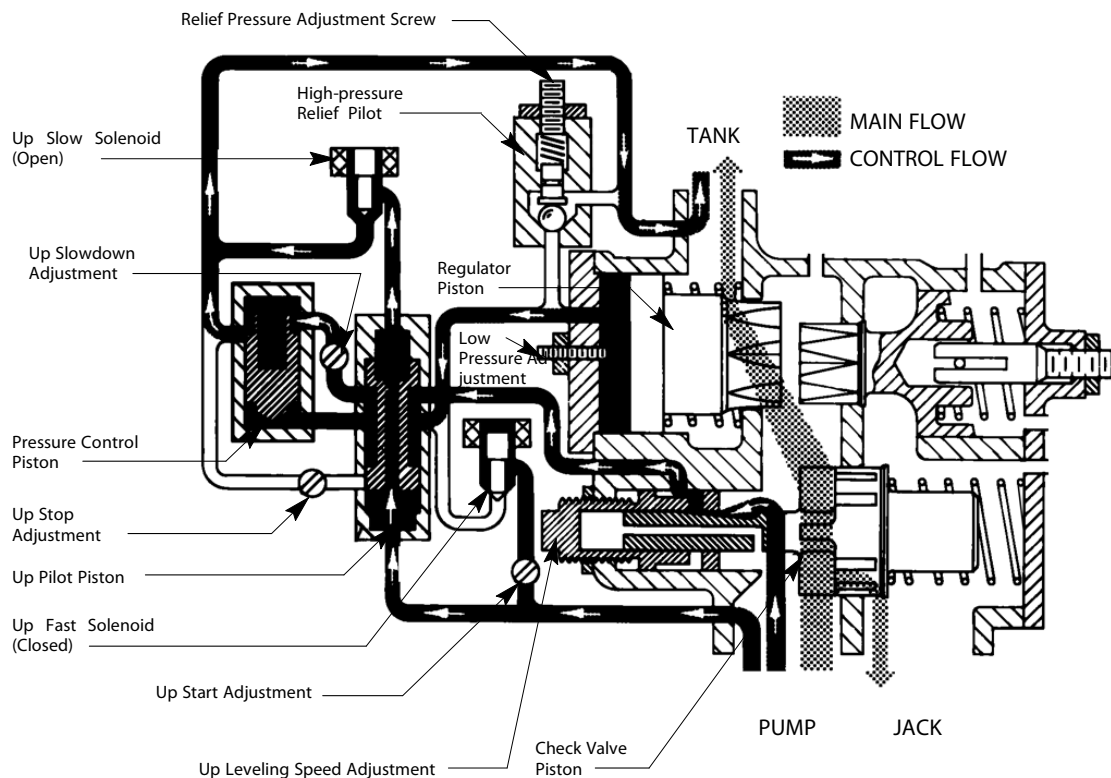 Relief Pressure Adjustment Screw
High-pressure
Relief Pilot
Up Slow Solenoid
(Open)
TANK
MAIN FLOW
CONTROL FLOW
Up Slowdown
Adjustment
Regulator
Piston
Low
Pressure Ad
justment
Pressure Control
Piston
Up Stop
Adjustment
Up Pilot Piston
Up Fast Solenoid
(Closed)
Up Start Adjustment
PUMP
JACK
Up Leveling Speed Adjustment
Check Valve
Piston